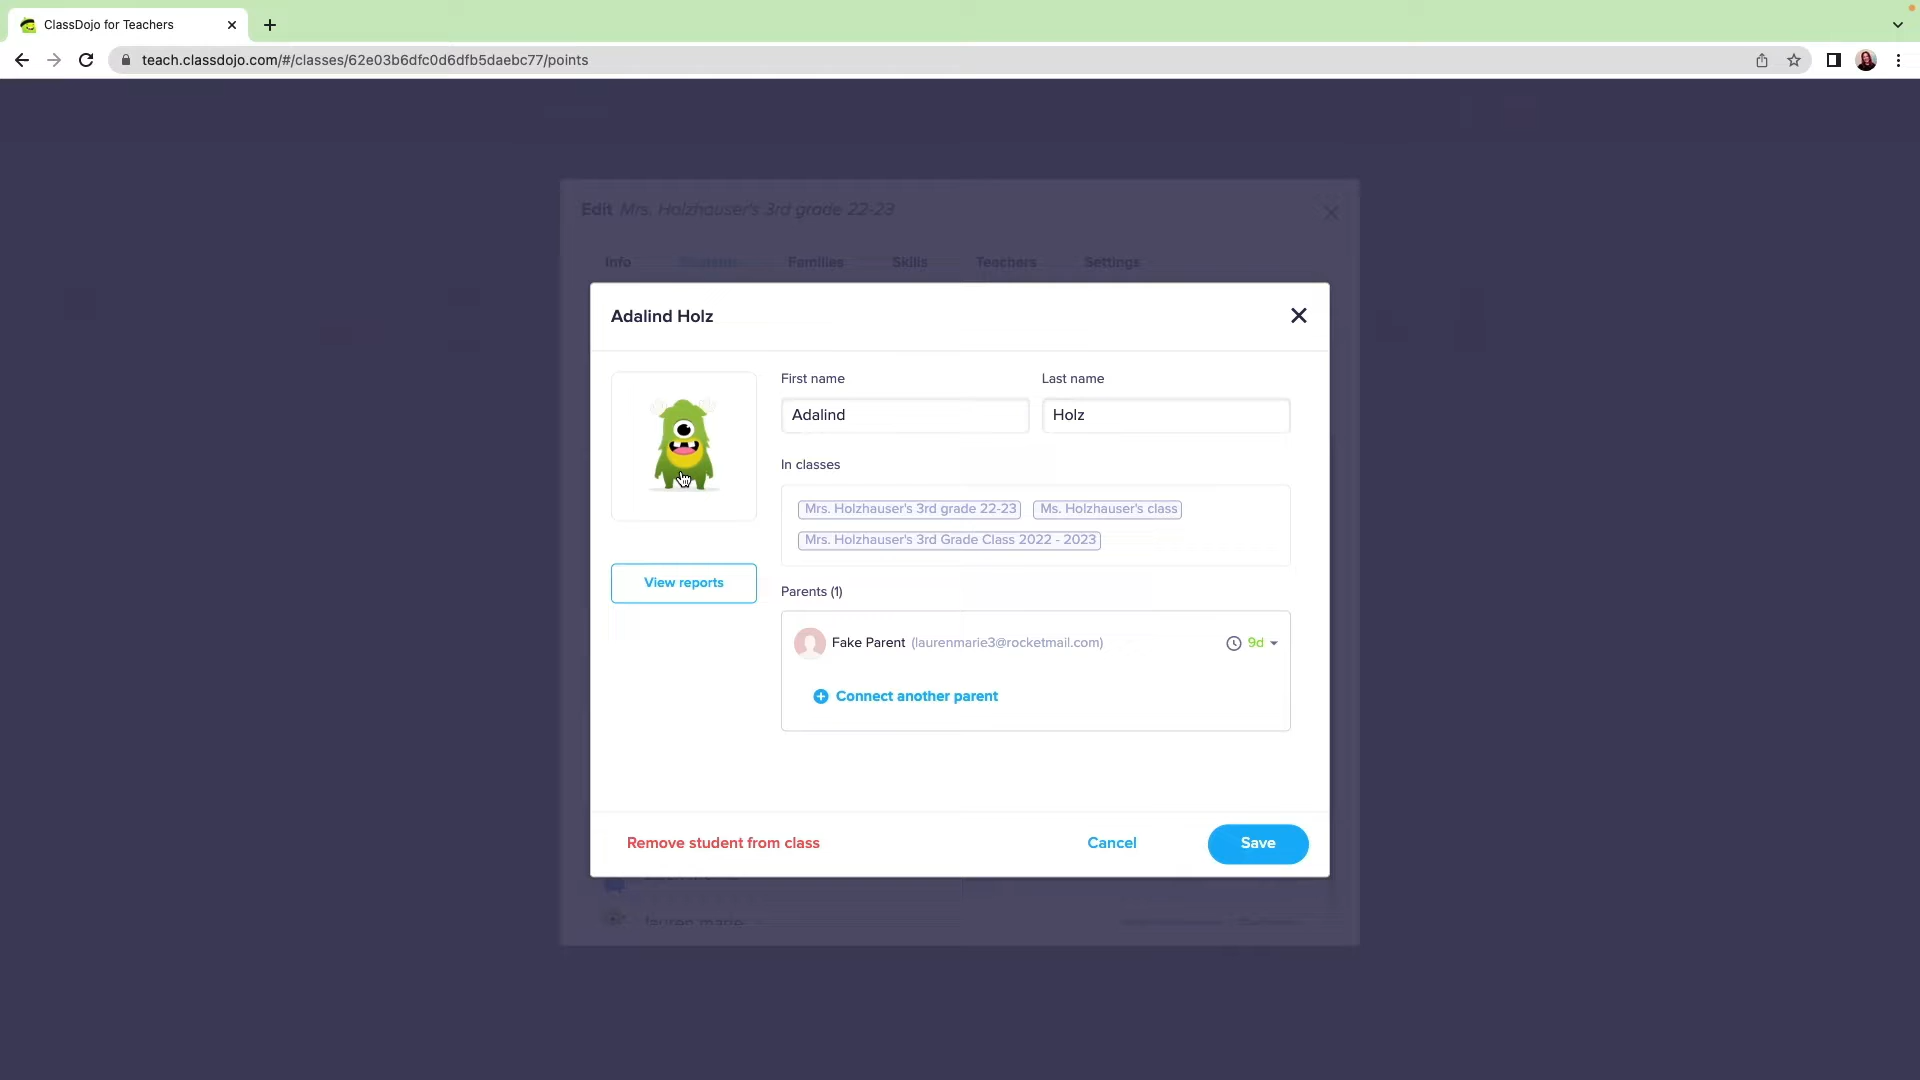 ClassDojo for Teachers
teach.classdojo.com/#/classes/62e03b6dfc0d6dfb5daebc77/points
Edit Mrs. Holzhauser's 3rd grade 22-23
Info Students Families Skills Teachers Settings
Adalind Holz
First name Last name
Adalind Holz
In classes
Mrs. Holzhauser's 3rd grade 22-23 Ms. Holzhauser's class
Mrs. Holzhauser's 3rd Grade Class 2022 - 2023
View reports
Parents (1)
Fake Parent (laurenmarie3@rocketmail.com) 9d
Connect another parent
Remove student from class Cancel Save
lauren marie